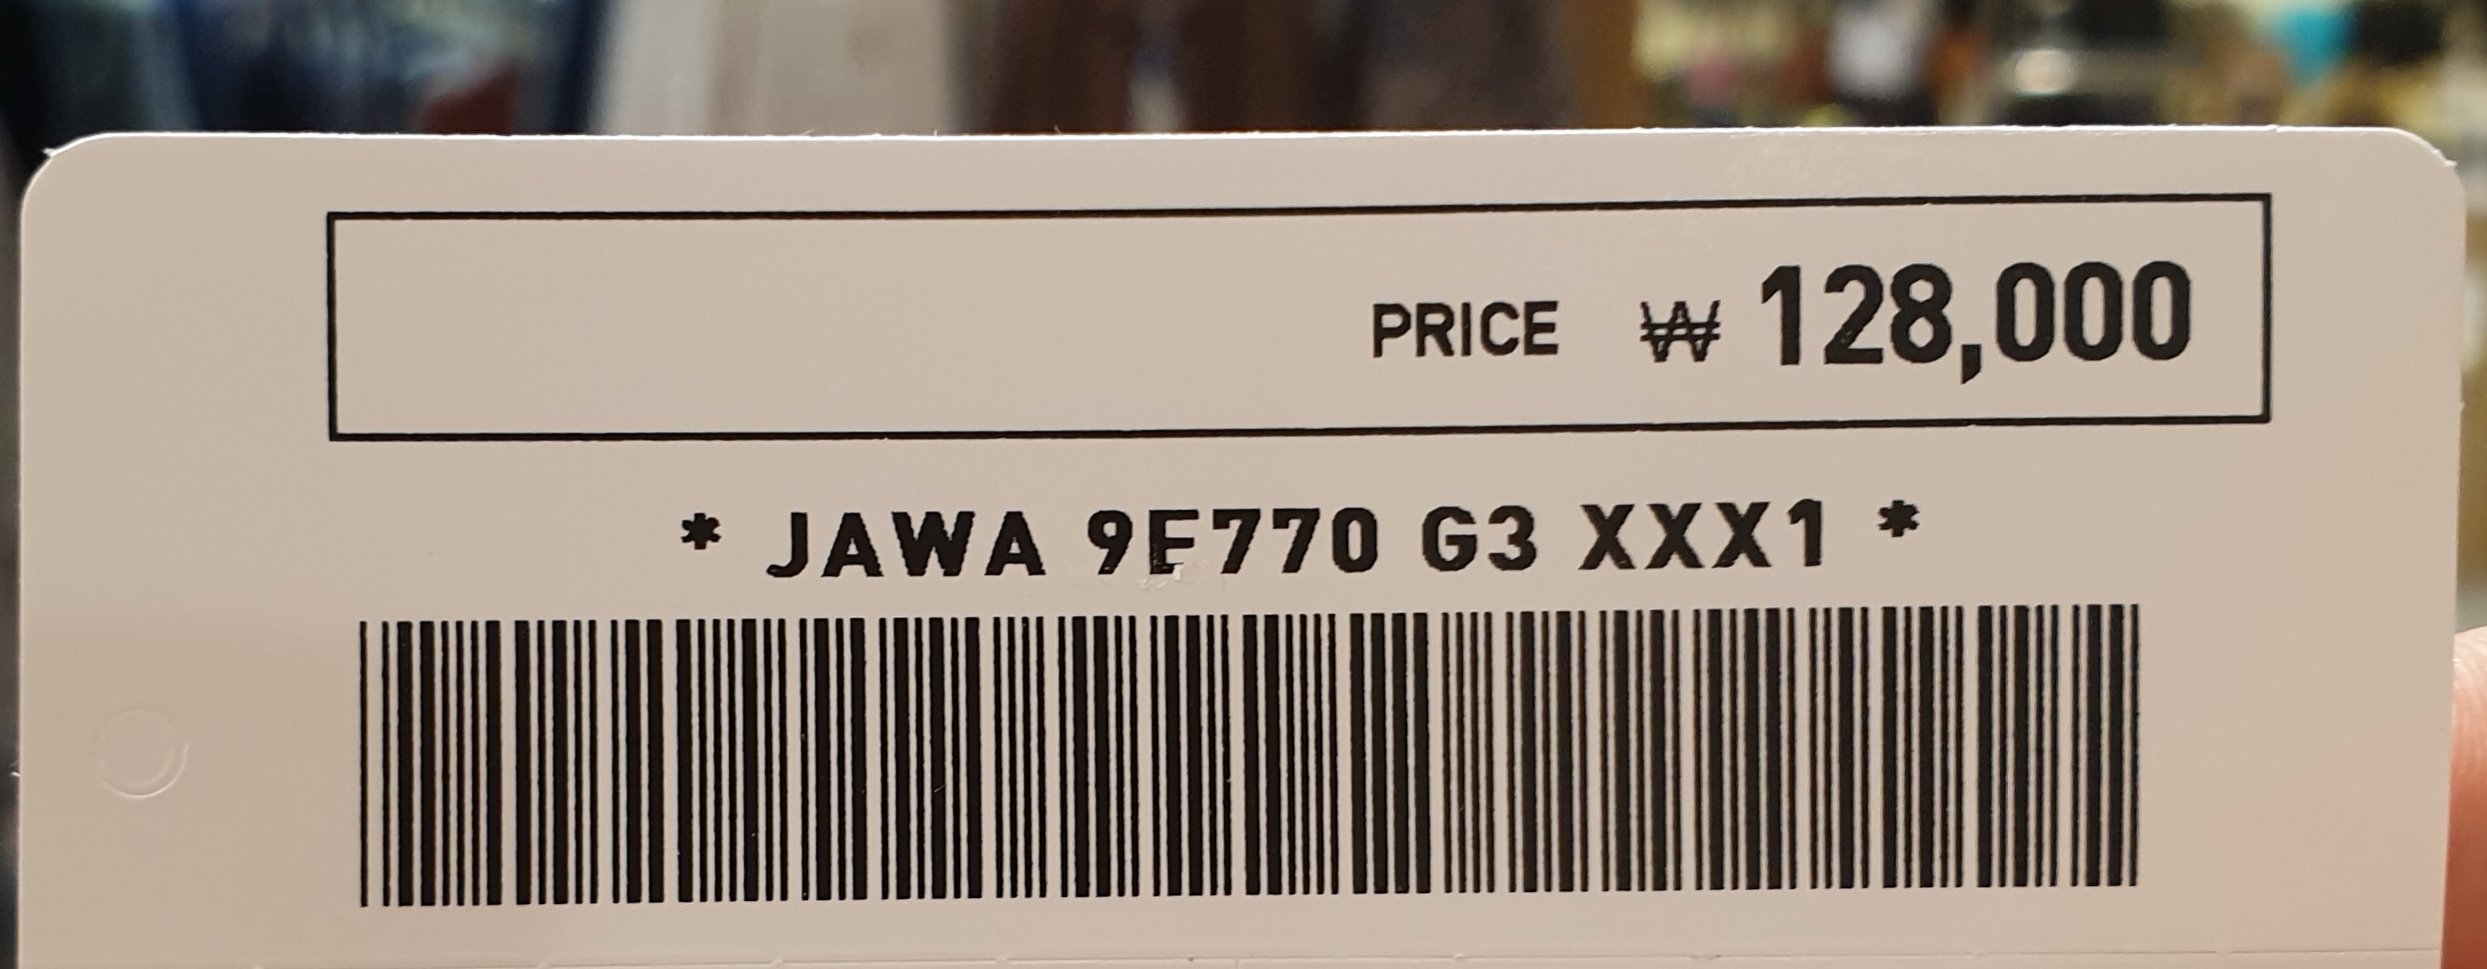 PRICE ₩ 128,000
* JAWA 9E770 G3 XXX1 *